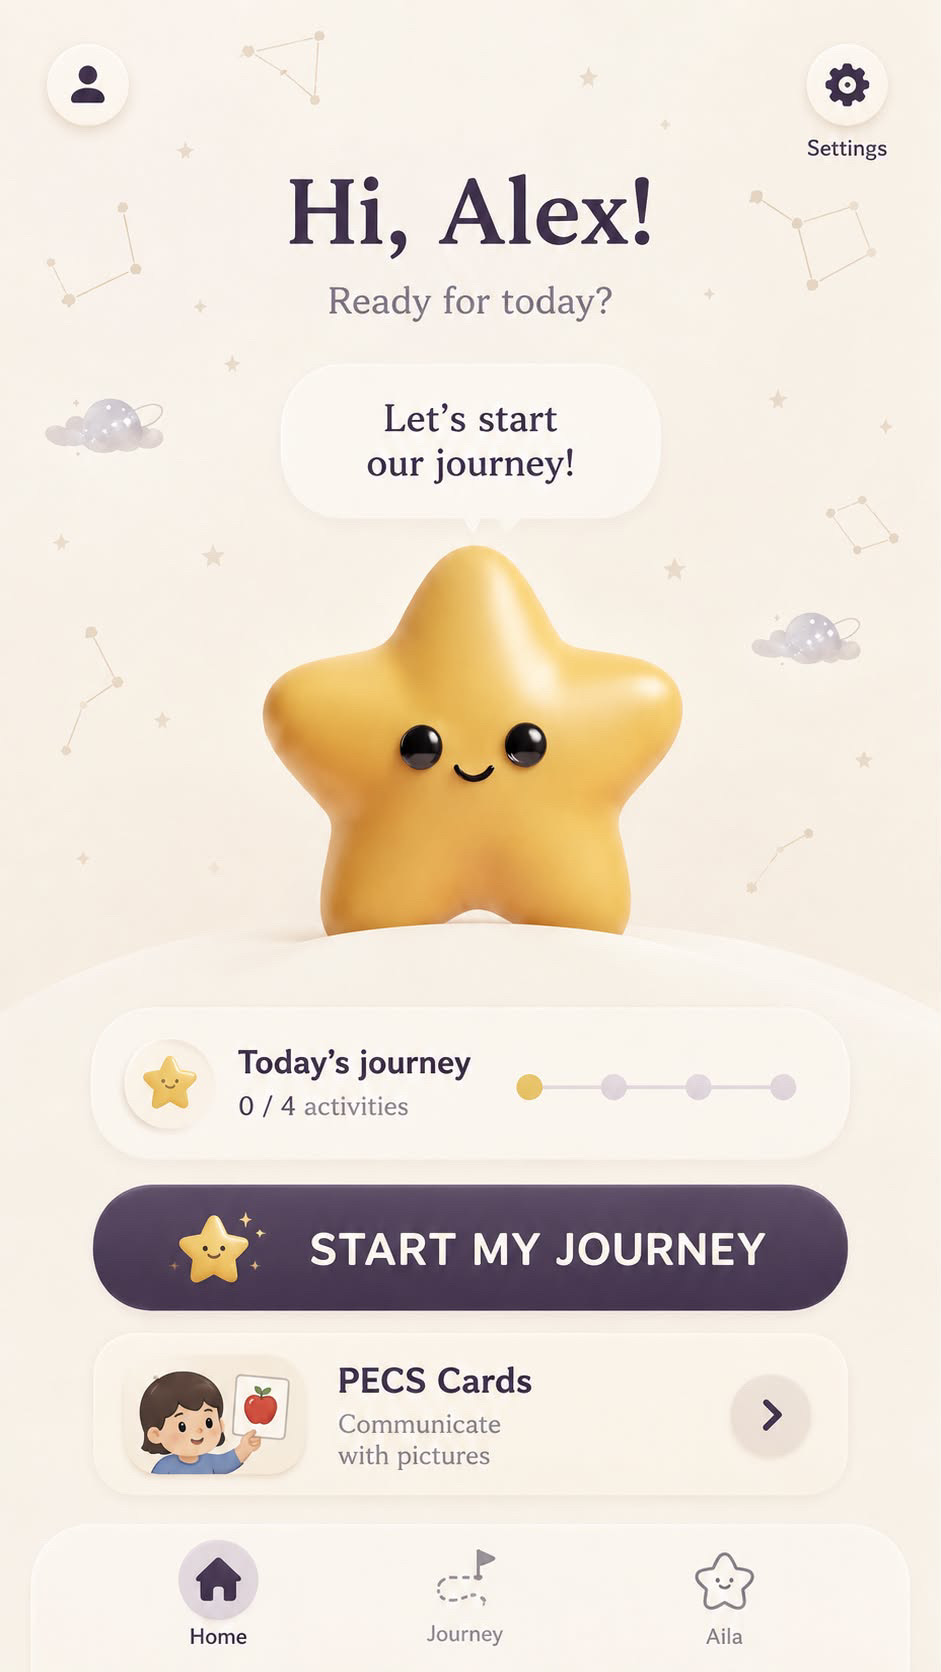 Settings
Hi, Alex!
Ready for today?
Let's start
our journey!
Today's journey
0 / 4 activities
START MY JOURNEY
PECS Cards
Communicate
with pictures
Home
Journey
Aila